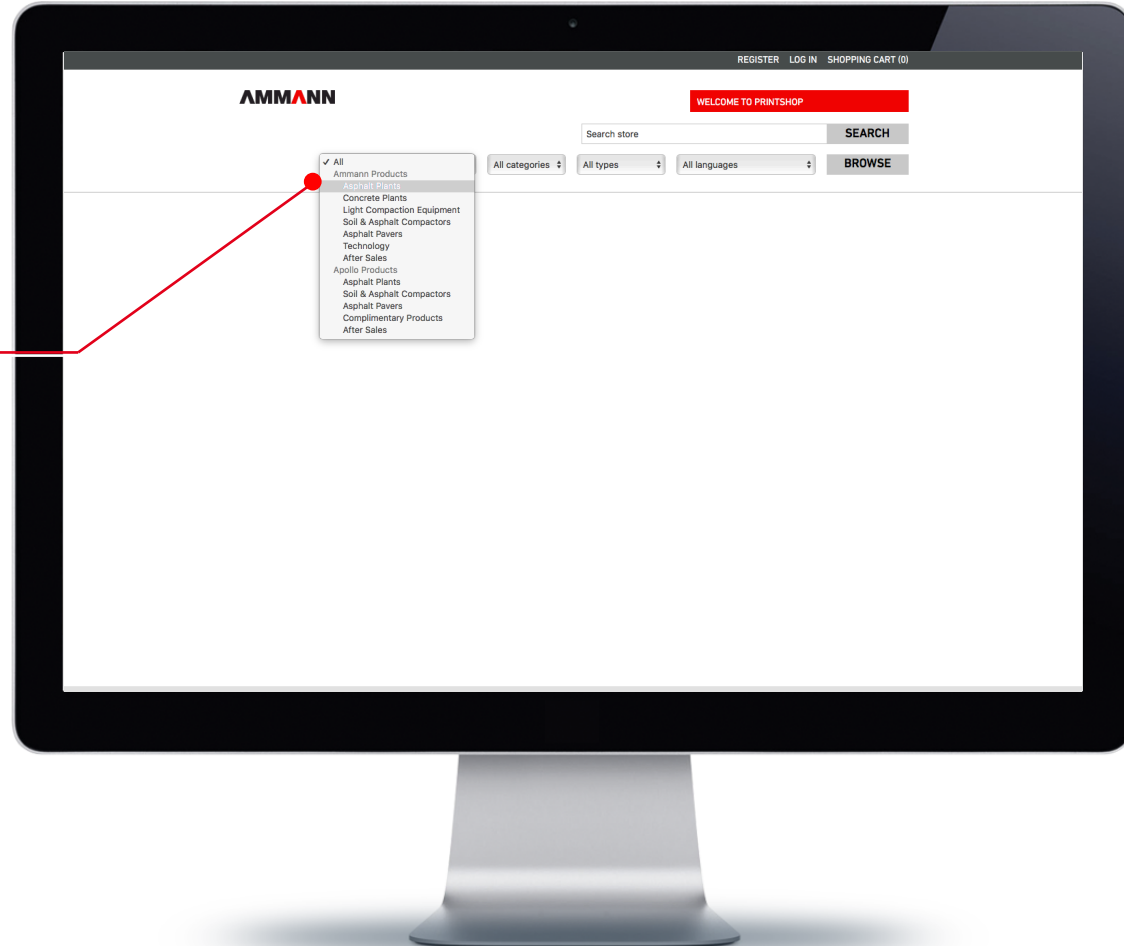 REGISTER LOG IN SHOPPING CART (0)
AMMANN
WELCOME TO PRINTSHOP
Search store
SEARCH
✓ All
All categories
All types
All languages
BROWSE
Ammann Products
Asphalt Plants
Concrete Plants
Light Compaction Equipment
Soil & Asphalt Compactors
Asphalt Pavers
Technology
After Sales
Apollo Products
Asphalt Plants
Soil & Asphalt Compactors
Asphalt Pavers
Complimentary Products
After Sales